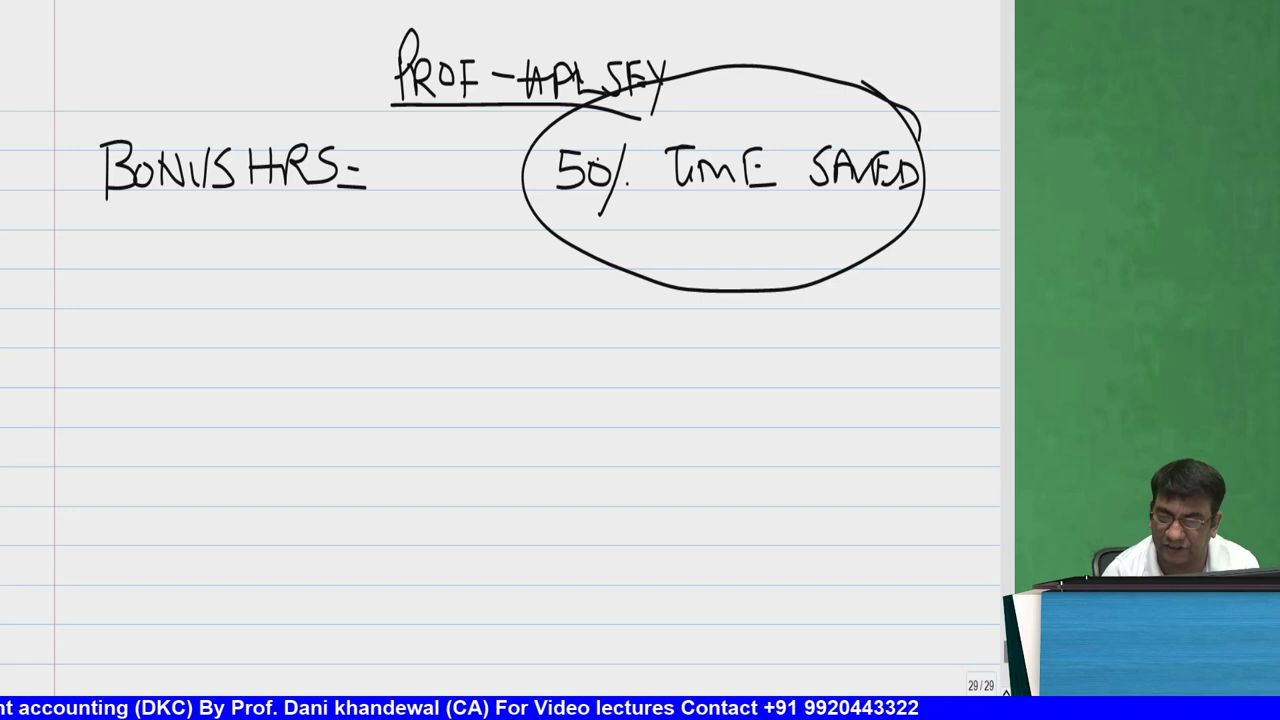 PROF - HALSEY
BONUS HRS = 50% TIME SAVED
29 / 29
nt accounting (DKC) By Prof. Dani khandewal (CA) For Video lectures Contact +91 9920443322